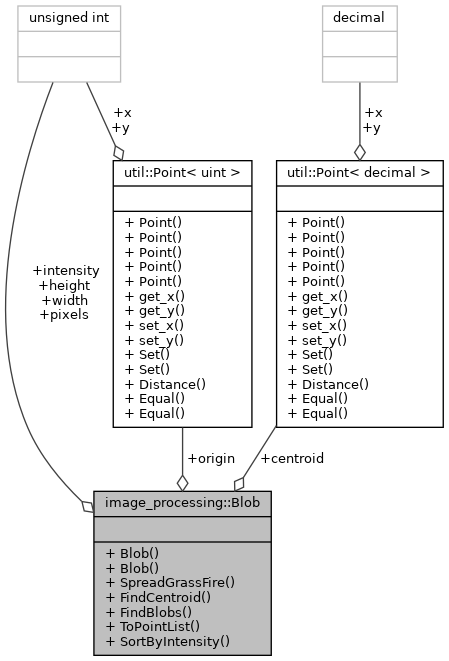 unsigned int
decimal
+x
+y
+x
+y
util::Point< uint >
+ Point()
+ Point()
+ Point()
+ Point()
+ Point()
+ get_x()
+ get_y()
+ set_x()
+ set_y()
+ Set()
+ Set()
+ Distance()
+ Equal()
+ Equal()
util::Point< decimal >
+ Point()
+ Point()
+ Point()
+ Point()
+ Point()
+ get_x()
+ get_y()
+ set_x()
+ set_y()
+ Set()
+ Set()
+ Distance()
+ Equal()
+ Equal()
+intensity
+height
+width
+pixels
+origin
+centroid
image_processing::Blob
+ Blob()
+ Blob()
+ SpreadGrassFire()
+ FindCentroid()
+ FindBlobs()
+ ToPointList()
+ SortByIntensity()